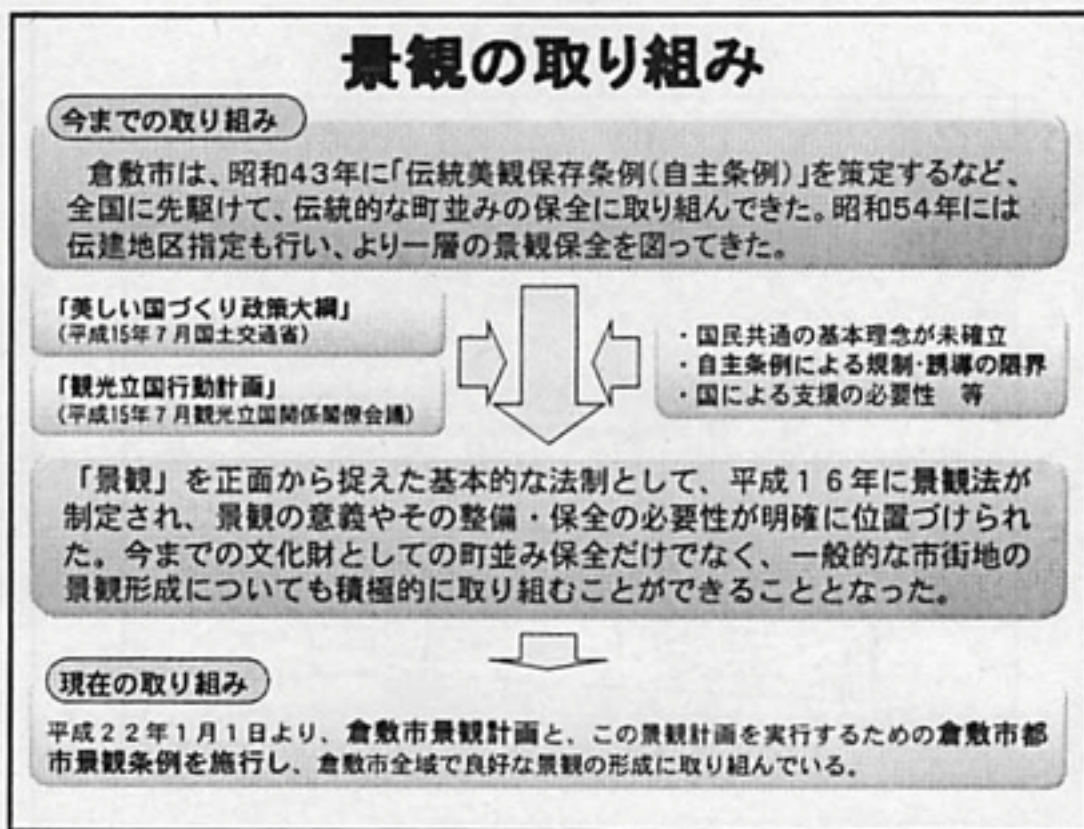 景観の取り組み
今までの取り組み
倉敷市は、昭和43年に「伝統美観保存条例(自主条例)」を策定するなど、
全国に先駆けて、伝統的な町並みの保全に取り組んできた。昭和54年には
伝建地区指定も行い、より一層の景観保全を図ってきた。
「美しい国づくり政策大綱」
(平成15年7月国土交通省)
「観光立国行動計画」
(平成15年7月観光立国関係閣僚会議)
・国民共通の基本理念が未確立
・自主条例による規制・誘導の限界
・国による支援の必要性 等
「景観」を正面から捉えた基本的な法制として、平成16年に景観法が
制定され、景観の意義やその整備・保全の必要性が明確に位置づけられ
た。今までの文化財としての町並み保全だけでなく、一般的な市街地の
景観形成についても積極的に取り組むことができることとなった。
現在の取り組み
平成22年1月1日より、倉敷市景観計画と、この景観計画を実行するための倉敷市都
市景観条例を施行し、倉敷市全域で良好な景観の形成に取り組んでいる。